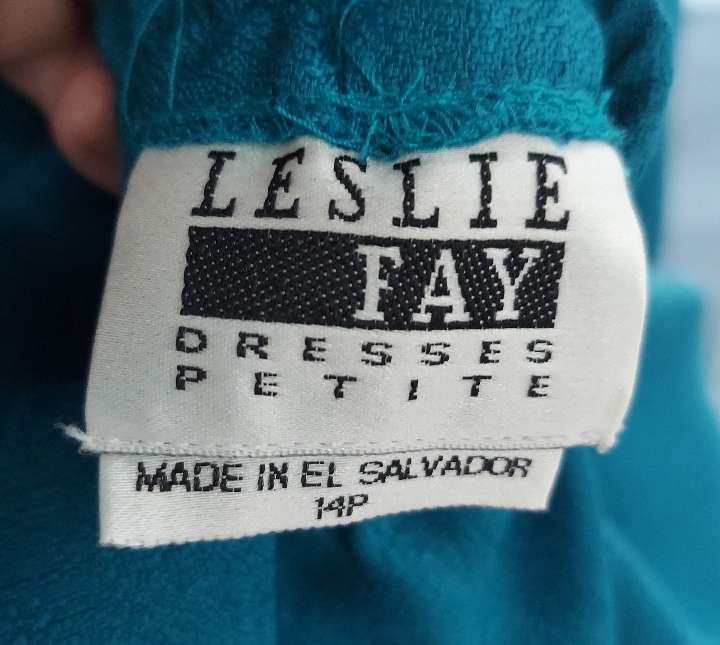 LESLIE
FAY
DRESSES
PETITE
MADE IN EL SALVADOR
14P